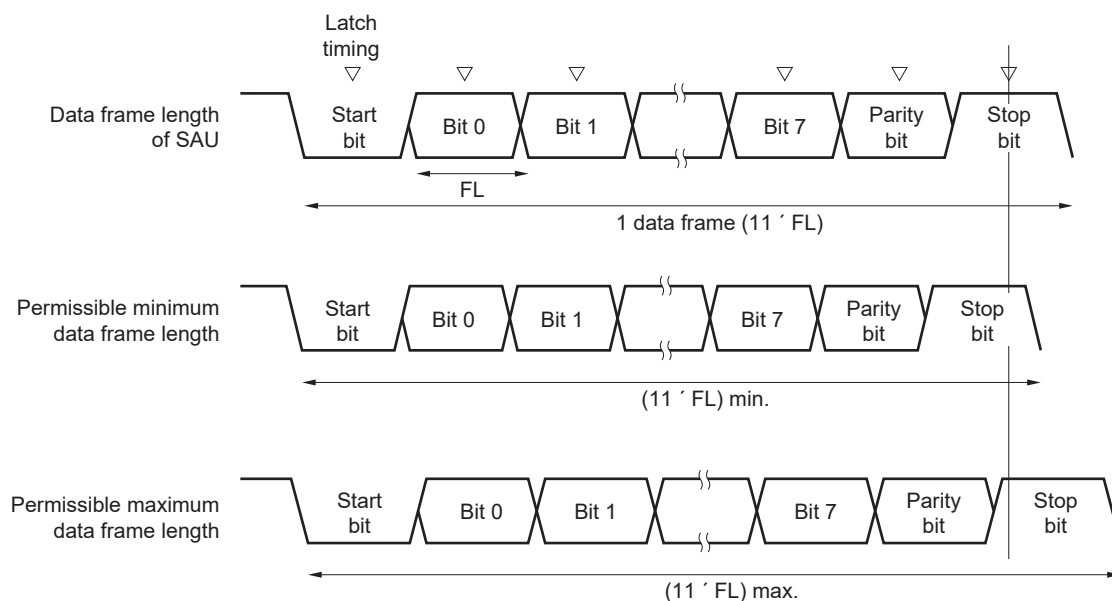 Latch
timing
Data frame length
of SAU
Start
bit
Bit 0
Bit 1
Bit 7
Parity
bit
Stop
bit
FL
1 data frame (11 ´ FL)
Permissible minimum
data frame length
Start
bit
Bit 0
Bit 1
Bit 7
Parity
bit
Stop
bit
(11 ´ FL) min.
Permissible maximum
data frame length
Start
bit
Bit 0
Bit 1
Bit 7
Parity
bit
Stop
bit
(11 ´ FL) max.